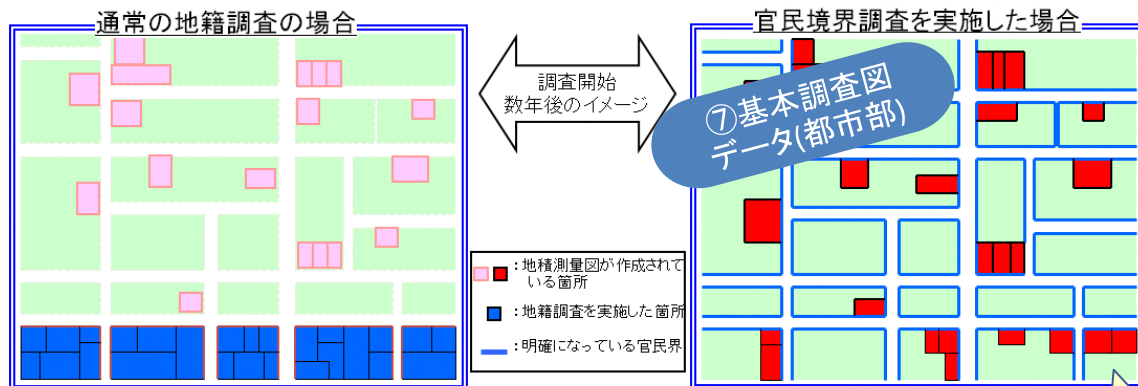 通常の地籍調査の場合
官民境界調査を実施した場合
調査開始
数年後のイメージ
⑦基本調査図
データ(都市部)
：地積測量図が作成されて
いる箇所
：地籍調査を実施した箇所
：明確になっている官民界